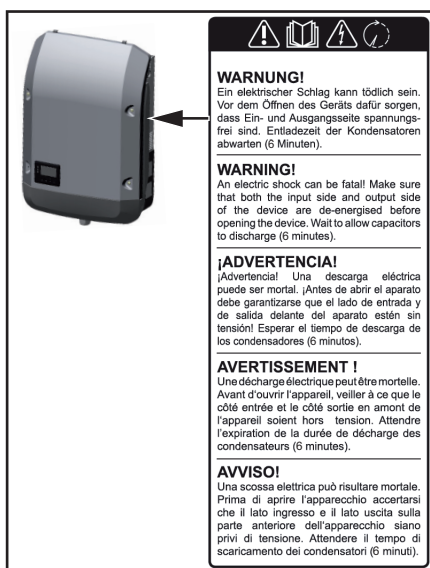 WARNUNG!
Ein elektrischer Schlag kann tödlich sein.
Vor dem Öffnen des Geräts dafür sorgen,
dass Ein- und Ausgangsseite spannungs-
frei sind. Entladezeit der Kondensatoren
abwarten (6 Minuten).
WARNING!
An electric shock can be fatal! Make sure
that both the input side and output side
of the device are de-energised before
opening the device. Wait to allow capacitors
to discharge (6 minutes).
¡ADVERTENCIA!
¡Advertencia! Una descarga eléctrica
puede ser mortal. ¡Antes de abrir el aparato
debe garantizarse que el lado de entrada y
de salida delante del aparato estén sin
tensión! Esperar el tiempo de descarga de
los condensadores (6 minutos).
AVERTISSEMENT !
Une décharge électrique peut être mortelle.
Avant d'ouvrir l'appareil, veiller à ce que le
côté entrée et le côté sortie en amont de
l'appareil soient hors tension. Attendre
l'expiration de la durée de décharge des
condensateurs (6 minutes).
AVVISO!
Una scossa elettrica può risultare mortale.
Prima di aprire l'apparecchio accertarsi
che il lato ingresso e il lato uscita sulla
parte anteriore dell'apparecchio siano
privi di tensione. Attendere il tempo di
scaricamento dei condensatori (6 minuti).